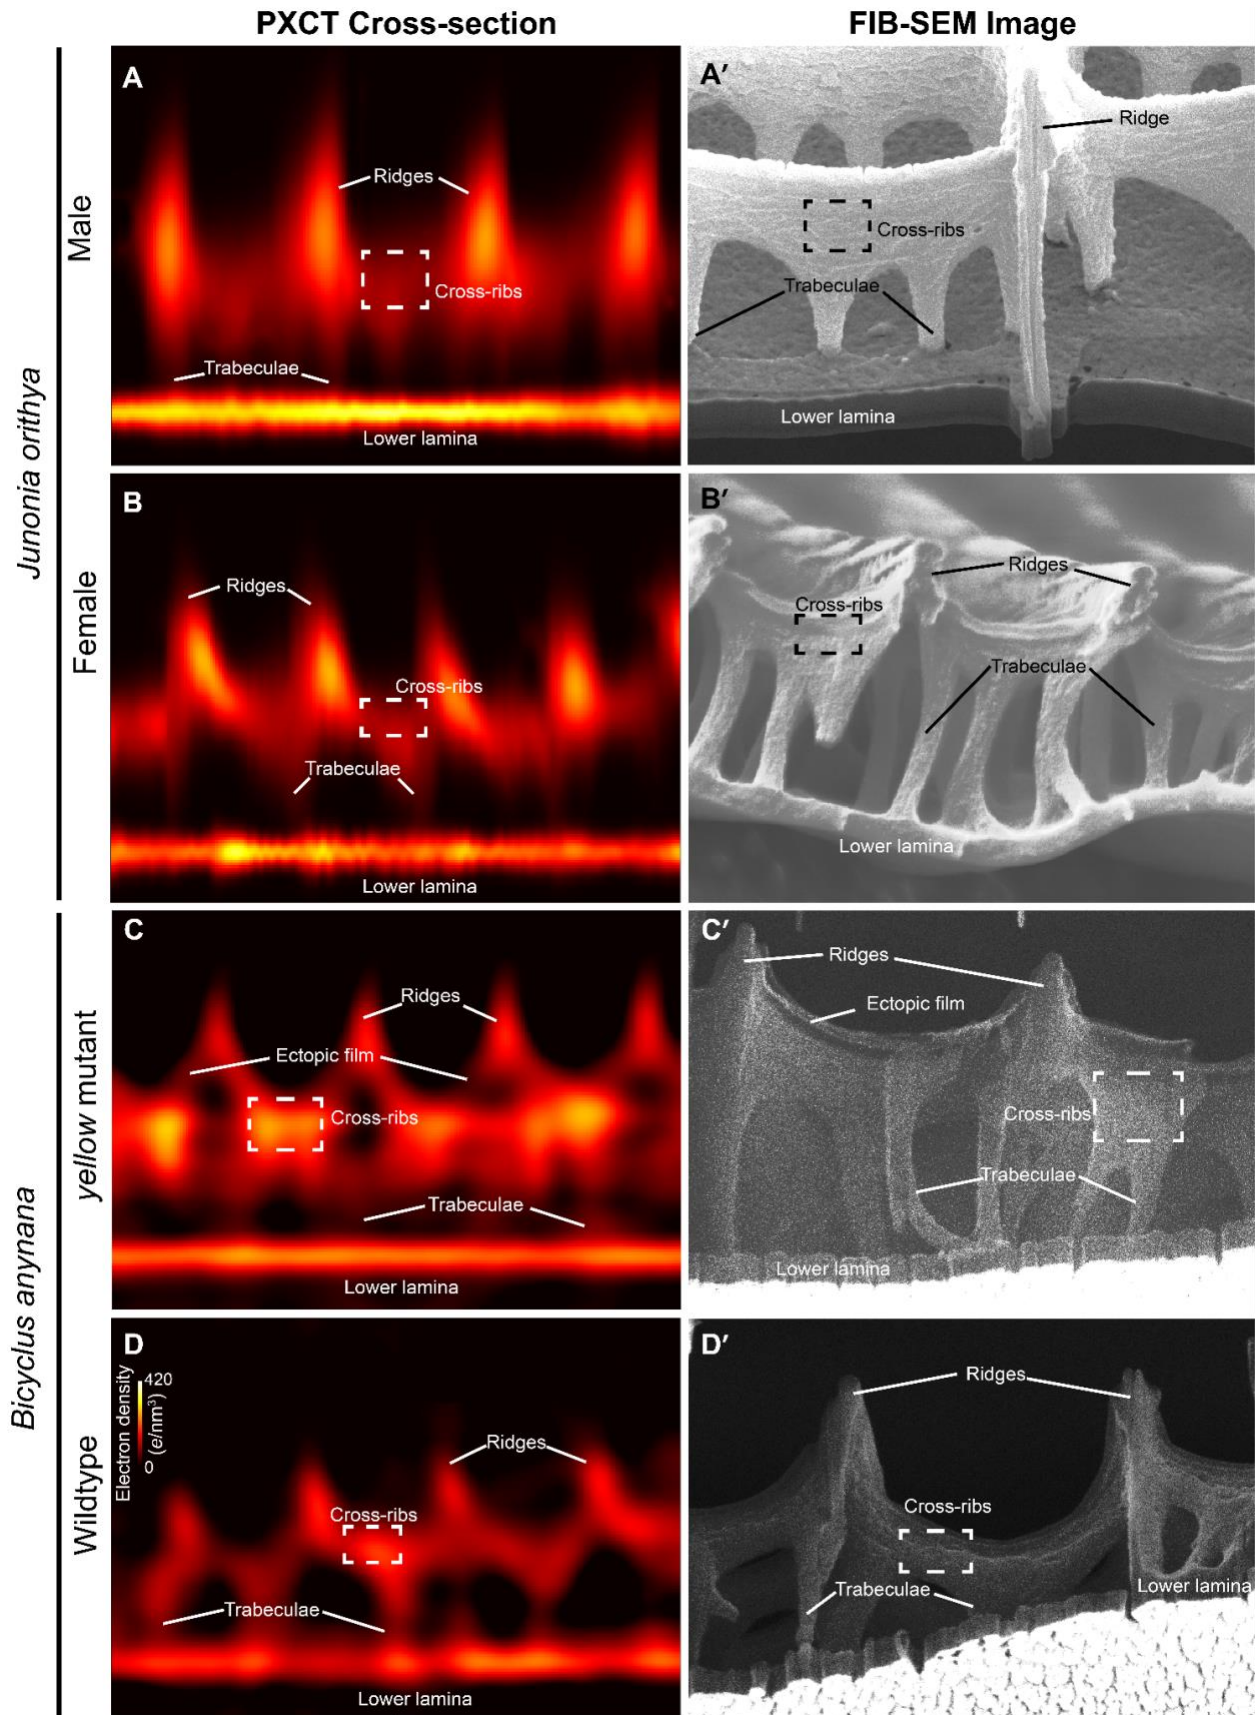 PXCT Cross-section
FIB-SEM Image
Junonia orithya
Male
A
Ridges
Cross-ribs
Trabeculae
Lower lamina
A′
Ridge
Cross-ribs
Trabeculae
Lower lamina
Female
B
Ridges
Cross-ribs
Trabeculae
Lower lamina
B′
Ridges
Cross-ribs
Trabeculae
Lower lamina
Bicyclus anynana
yellow mutant
C
Ridges
Ectopic film
Cross-ribs
Trabeculae
Lower lamina
C′
Ridges
Ectopic film
Cross-ribs
Trabeculae
Lower lamina
Wildtype
D
Electron density
(e/nm³)
420
0
Ridges
Cross-ribs
Trabeculae
Lower lamina
D′
Ridges
Cross-ribs
Trabeculae
Lower lamina